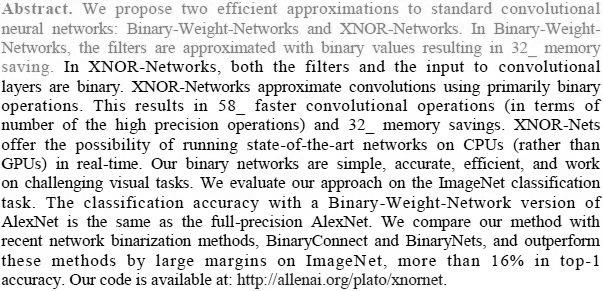 Abstract. We propose two efficient approximations to standard convolutional
neural networks: Binary-Weight-Networks and XNOR-Networks. In Binary-Weight-
Networks, the filters are approximated with binary values resulting in 32_ memory
saving. In XNOR-Networks, both the filters and the input to convolutional
layers are binary. XNOR-Networks approximate convolutions using primarily binary
operations. This results in 58_ faster convolutional operations (in terms of
number of the high precision operations) and 32_ memory savings. XNOR-Nets
offer the possibility of running state-of-the-art networks on CPUs (rather than
GPUs) in real-time. Our binary networks are simple, accurate, efficient, and work
on challenging visual tasks. We evaluate our approach on the ImageNet classification
task. The classification accuracy with a Binary-Weight-Network version of
AlexNet is the same as the full-precision AlexNet. We compare our method with
recent network binarization methods, BinaryConnect and BinaryNets, and outperform
these methods by large margins on ImageNet, more than 16% in top-1
accuracy. Our code is available at: http://allenai.org/plato/xnornet.